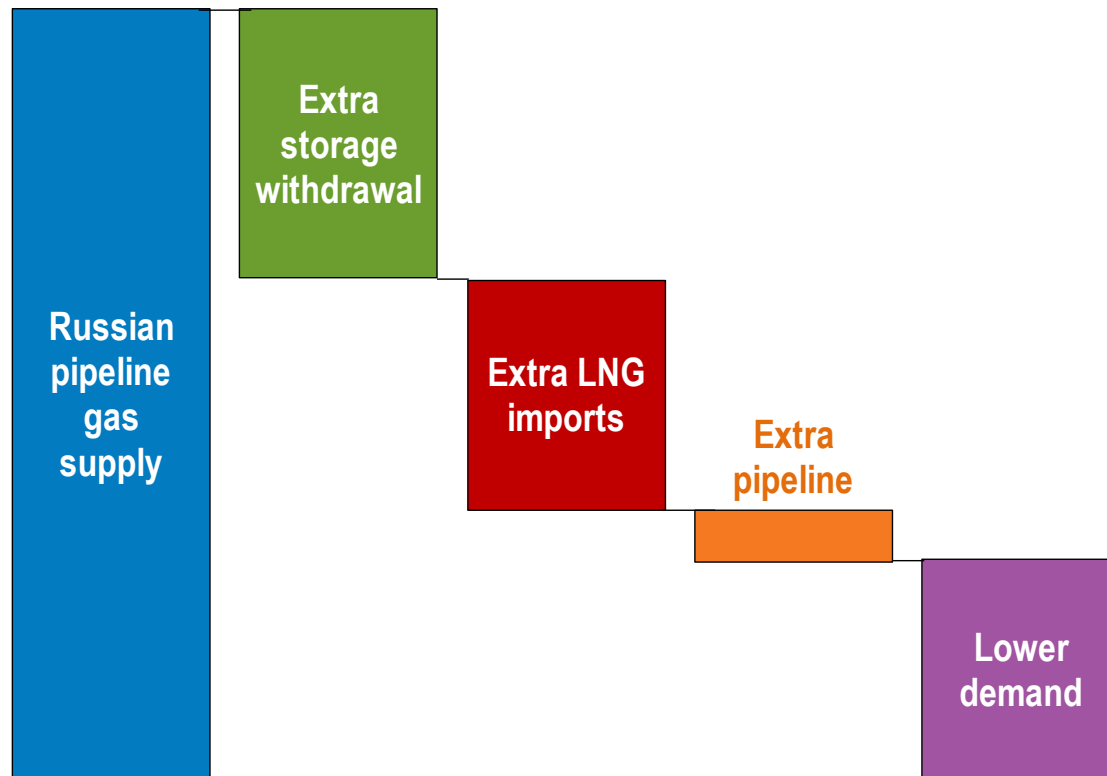 Russian
pipeline
gas
supply
Extra
storage
withdrawal
Extra LNG
imports
Extra
pipeline
Lower
demand